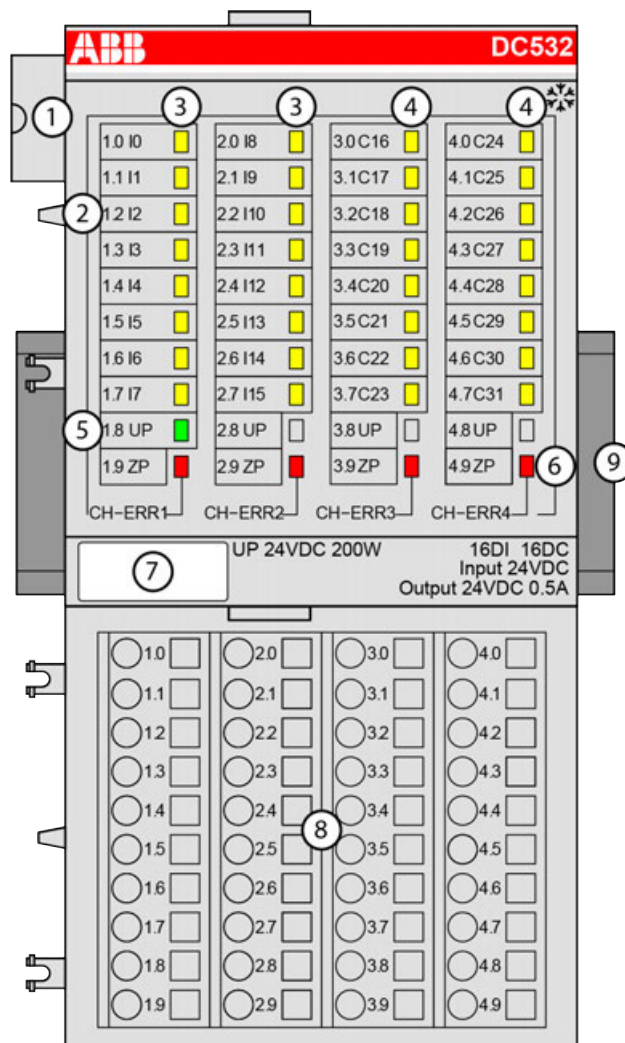 ABB DC532
3 3 4 4
1
1.0 I0 2.0 I8 3.0 C16 4.0 C24
1.1 I1 2.1 I9 3.1 C17 4.1 C25
2
1.2 I2 2.2 I10 3.2 C18 4.2 C26
1.3 I3 2.3 I11 3.3 C19 4.3 C27
1.4 I4 2.4 I12 3.4 C20 4.4 C28
1.5 I5 2.5 I13 3.5 C21 4.5 C29
1.6 I6 2.6 I14 3.6 C22 4.6 C30
1.7 I7 2.7 I15 3.7 C23 4.7 C31
5
1.8 UP 2.8 UP 3.8 UP 4.8 UP
1.9 ZP 2.9 ZP 3.9 ZP 4.9 ZP
6
9
CH-ERR1 CH-ERR2 CH-ERR3 CH-ERR4
7
UP 24VDC 200W 16DI 16DC
Input 24VDC
Output 24VDC 0.5A
1.0 2.0 3.0 4.0
1.1 2.1 3.1 4.1
1.2 2.2 3.2 4.2
1.3 2.3 3.3 4.3
1.4 2.4 3.4 4.4
8
1.5 2.5 3.5 4.5
1.6 2.6 3.6 4.6
1.7 2.7 3.7 4.7
1.8 2.8 3.8 4.8
1.9 2.9 3.9 4.9